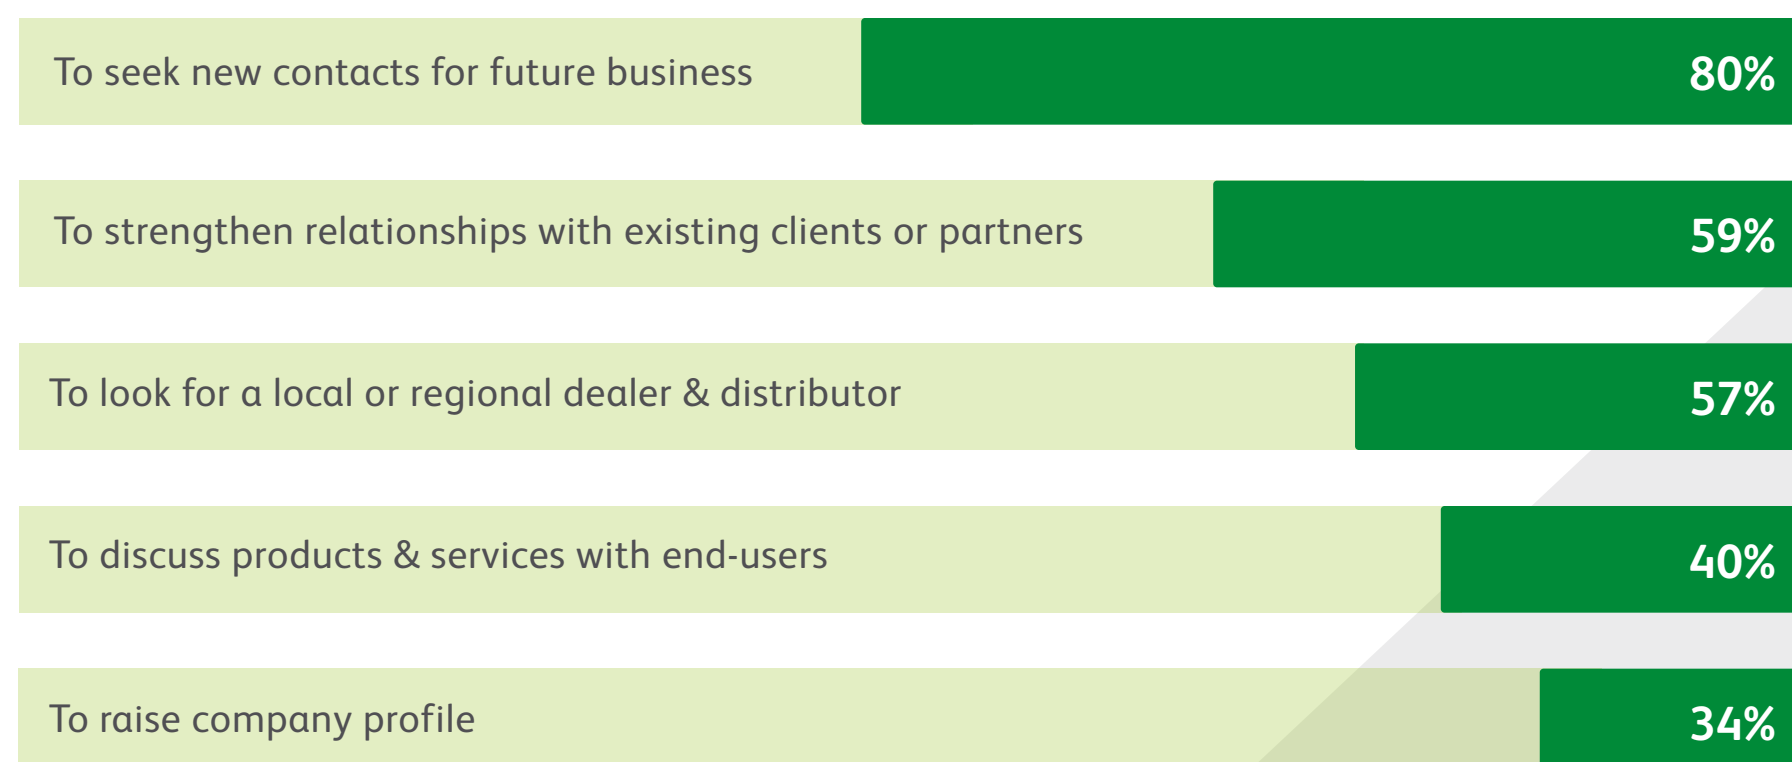 To seek new contacts for future business 80%
To strengthen relationships with existing clients or partners 59%
To look for a local or regional dealer & distributor 57%
To discuss products & services with end-users 40%
To raise company profile 34%